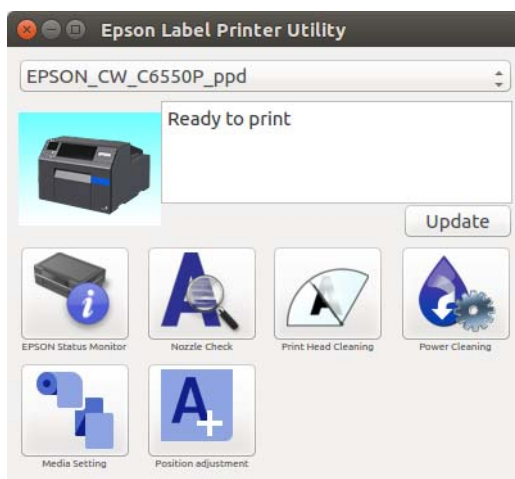 Epson Label Printer Utility
EPSON_CW_C6550P_ppd
Ready to print
Update
EPSON Status Monitor
Nozzle Check
Print Head Cleaning
Power Cleaning
Media Setting
Position adjustment